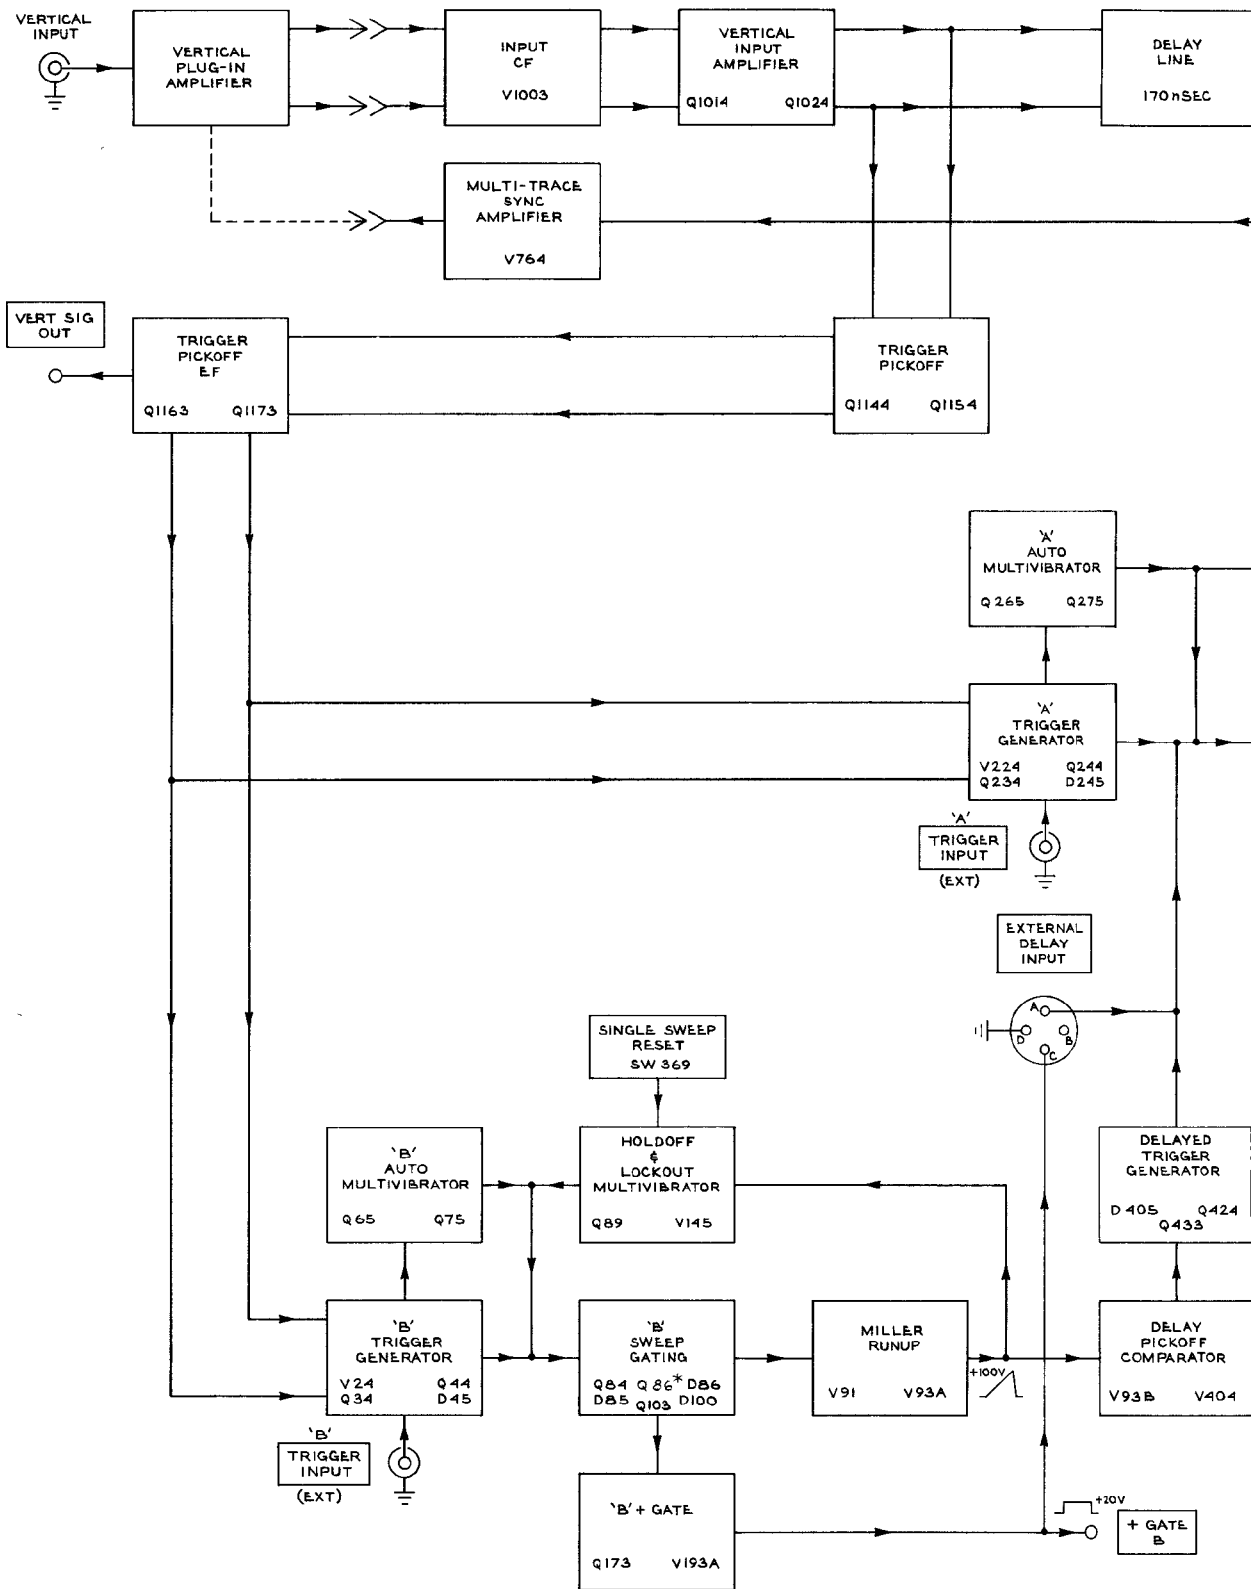 VERTICAL
INPUT
VERTICAL
PLUG-IN
AMPLIFIER
INPUT
CF
V1003
VERTICAL
INPUT
AMPLIFIER
Q1014 Q1024
DELAY
LINE
170 nSEC
MULTI-TRACE
SYNC
AMPLIFIER
V764
VERT SIG
OUT
TRIGGER
PICKOFF
EF
Q1163 Q1173
TRIGGER
PICKOFF
Q1144 Q1154
'A'
AUTO
MULTIVIBRATOR
Q265 Q275
'A'
TRIGGER
GENERATOR
V224 Q244
Q234 D245
'A'
TRIGGER
INPUT
(EXT)
EXTERNAL
DELAY
INPUT
A
D B
C
SINGLE SWEEP
RESET
SW 369
'B'
AUTO
MULTIVIBRATOR
Q65 Q75
HOLDOFF
&
LOCKOUT
MULTIVIBRATOR
Q89 V145
DELAYED
TRIGGER
GENERATOR
D405 Q424
Q433
'B'
TRIGGER
GENERATOR
V24 Q44
Q34 D45
'B'
SWEEP
GATING
Q84 Q86* D86
D85 Q103 D100
MILLER
RUNUP
V91 V93A
+100V
DELAY
PICKOFF
COMPARATOR
V93B V404
'B'
TRIGGER
INPUT
(EXT)
'B' + GATE
Q173 V193A
+20V
+ GATE
B